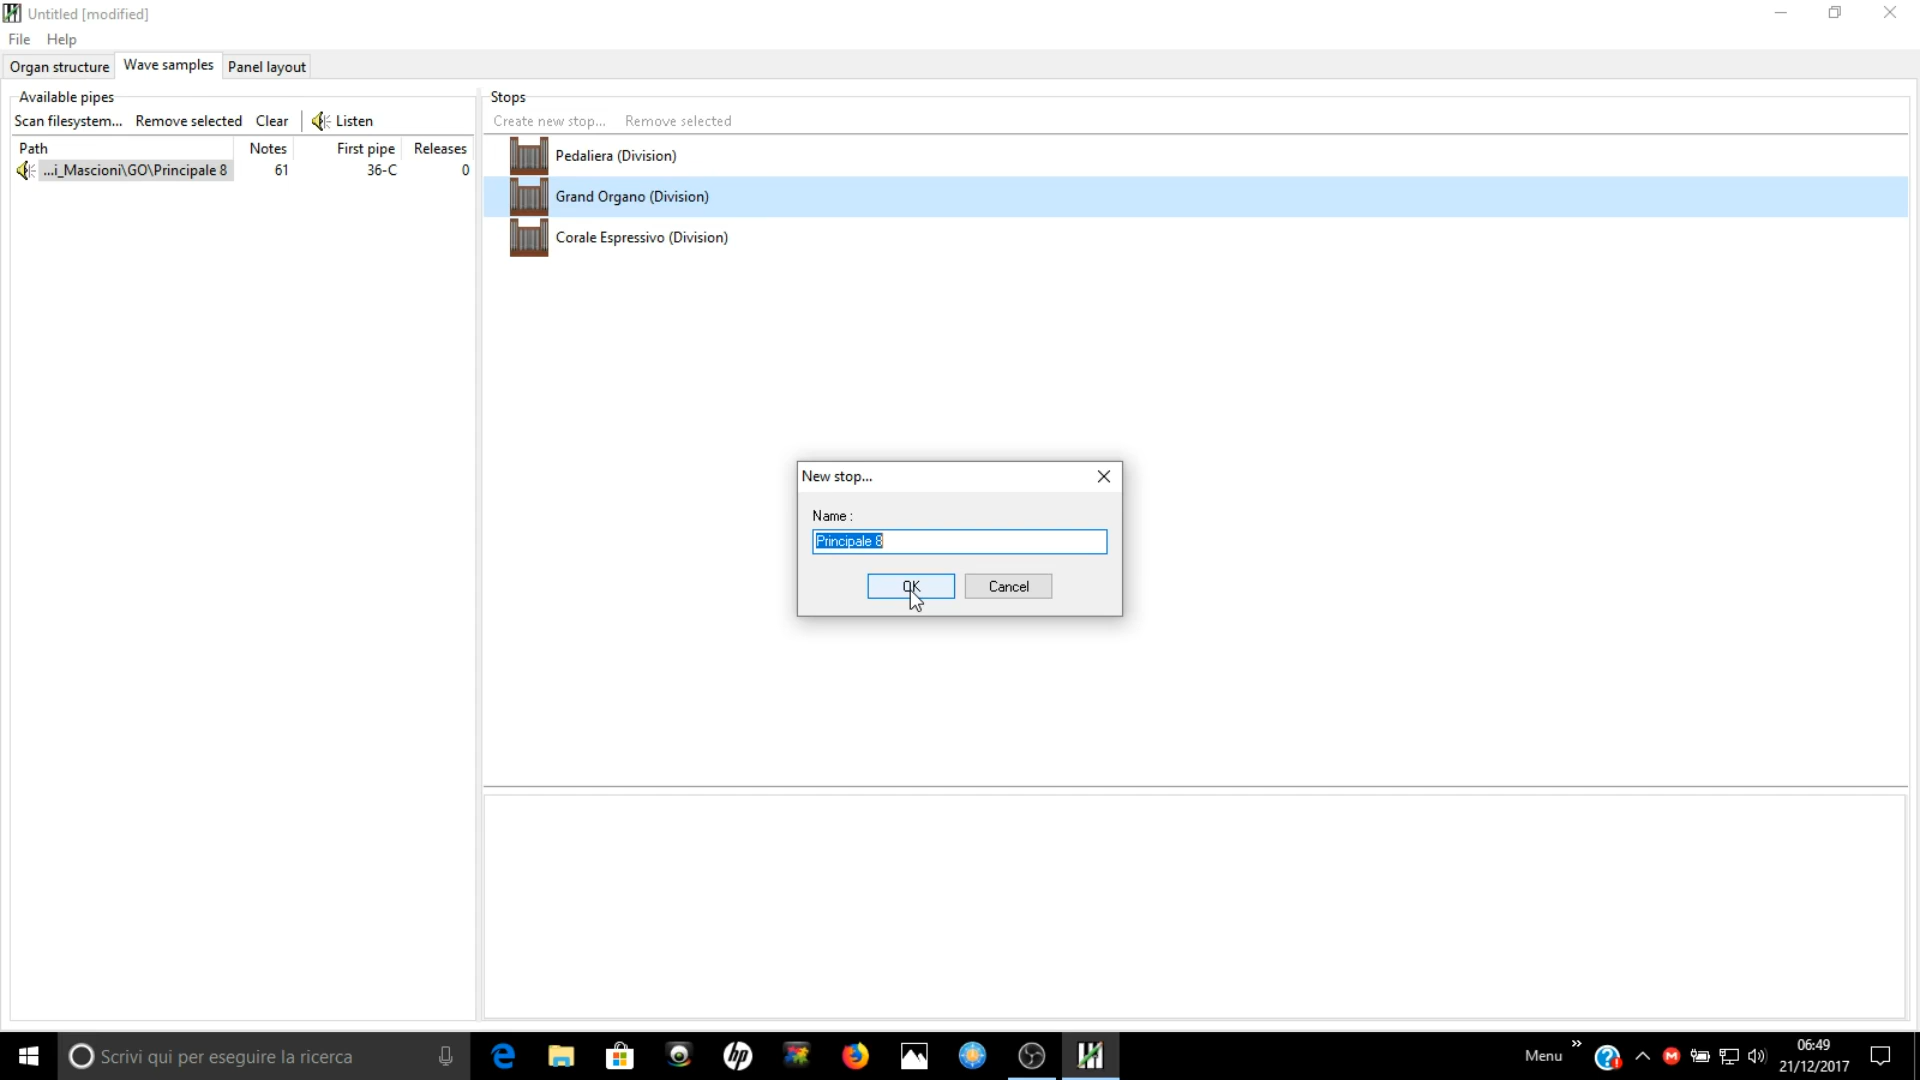 Untitled [modified]
File Help
Organ structure Wave samples Panel layout
Available pipes
Scan filesystem... Remove selected Clear Listen
Path Notes First pipe Releases
...i_Mascioni\GO\Principale 8 61 36-C 0
Stops
Create new stop... Remove selected
Pedaliera (Division)
Grand Organo (Division)
Corale Espressivo (Division)
New stop...
Name :
Principale 8
OK Cancel
Scrivi qui per eseguire la ricerca
hp
Menu »
06:49
21/12/2017